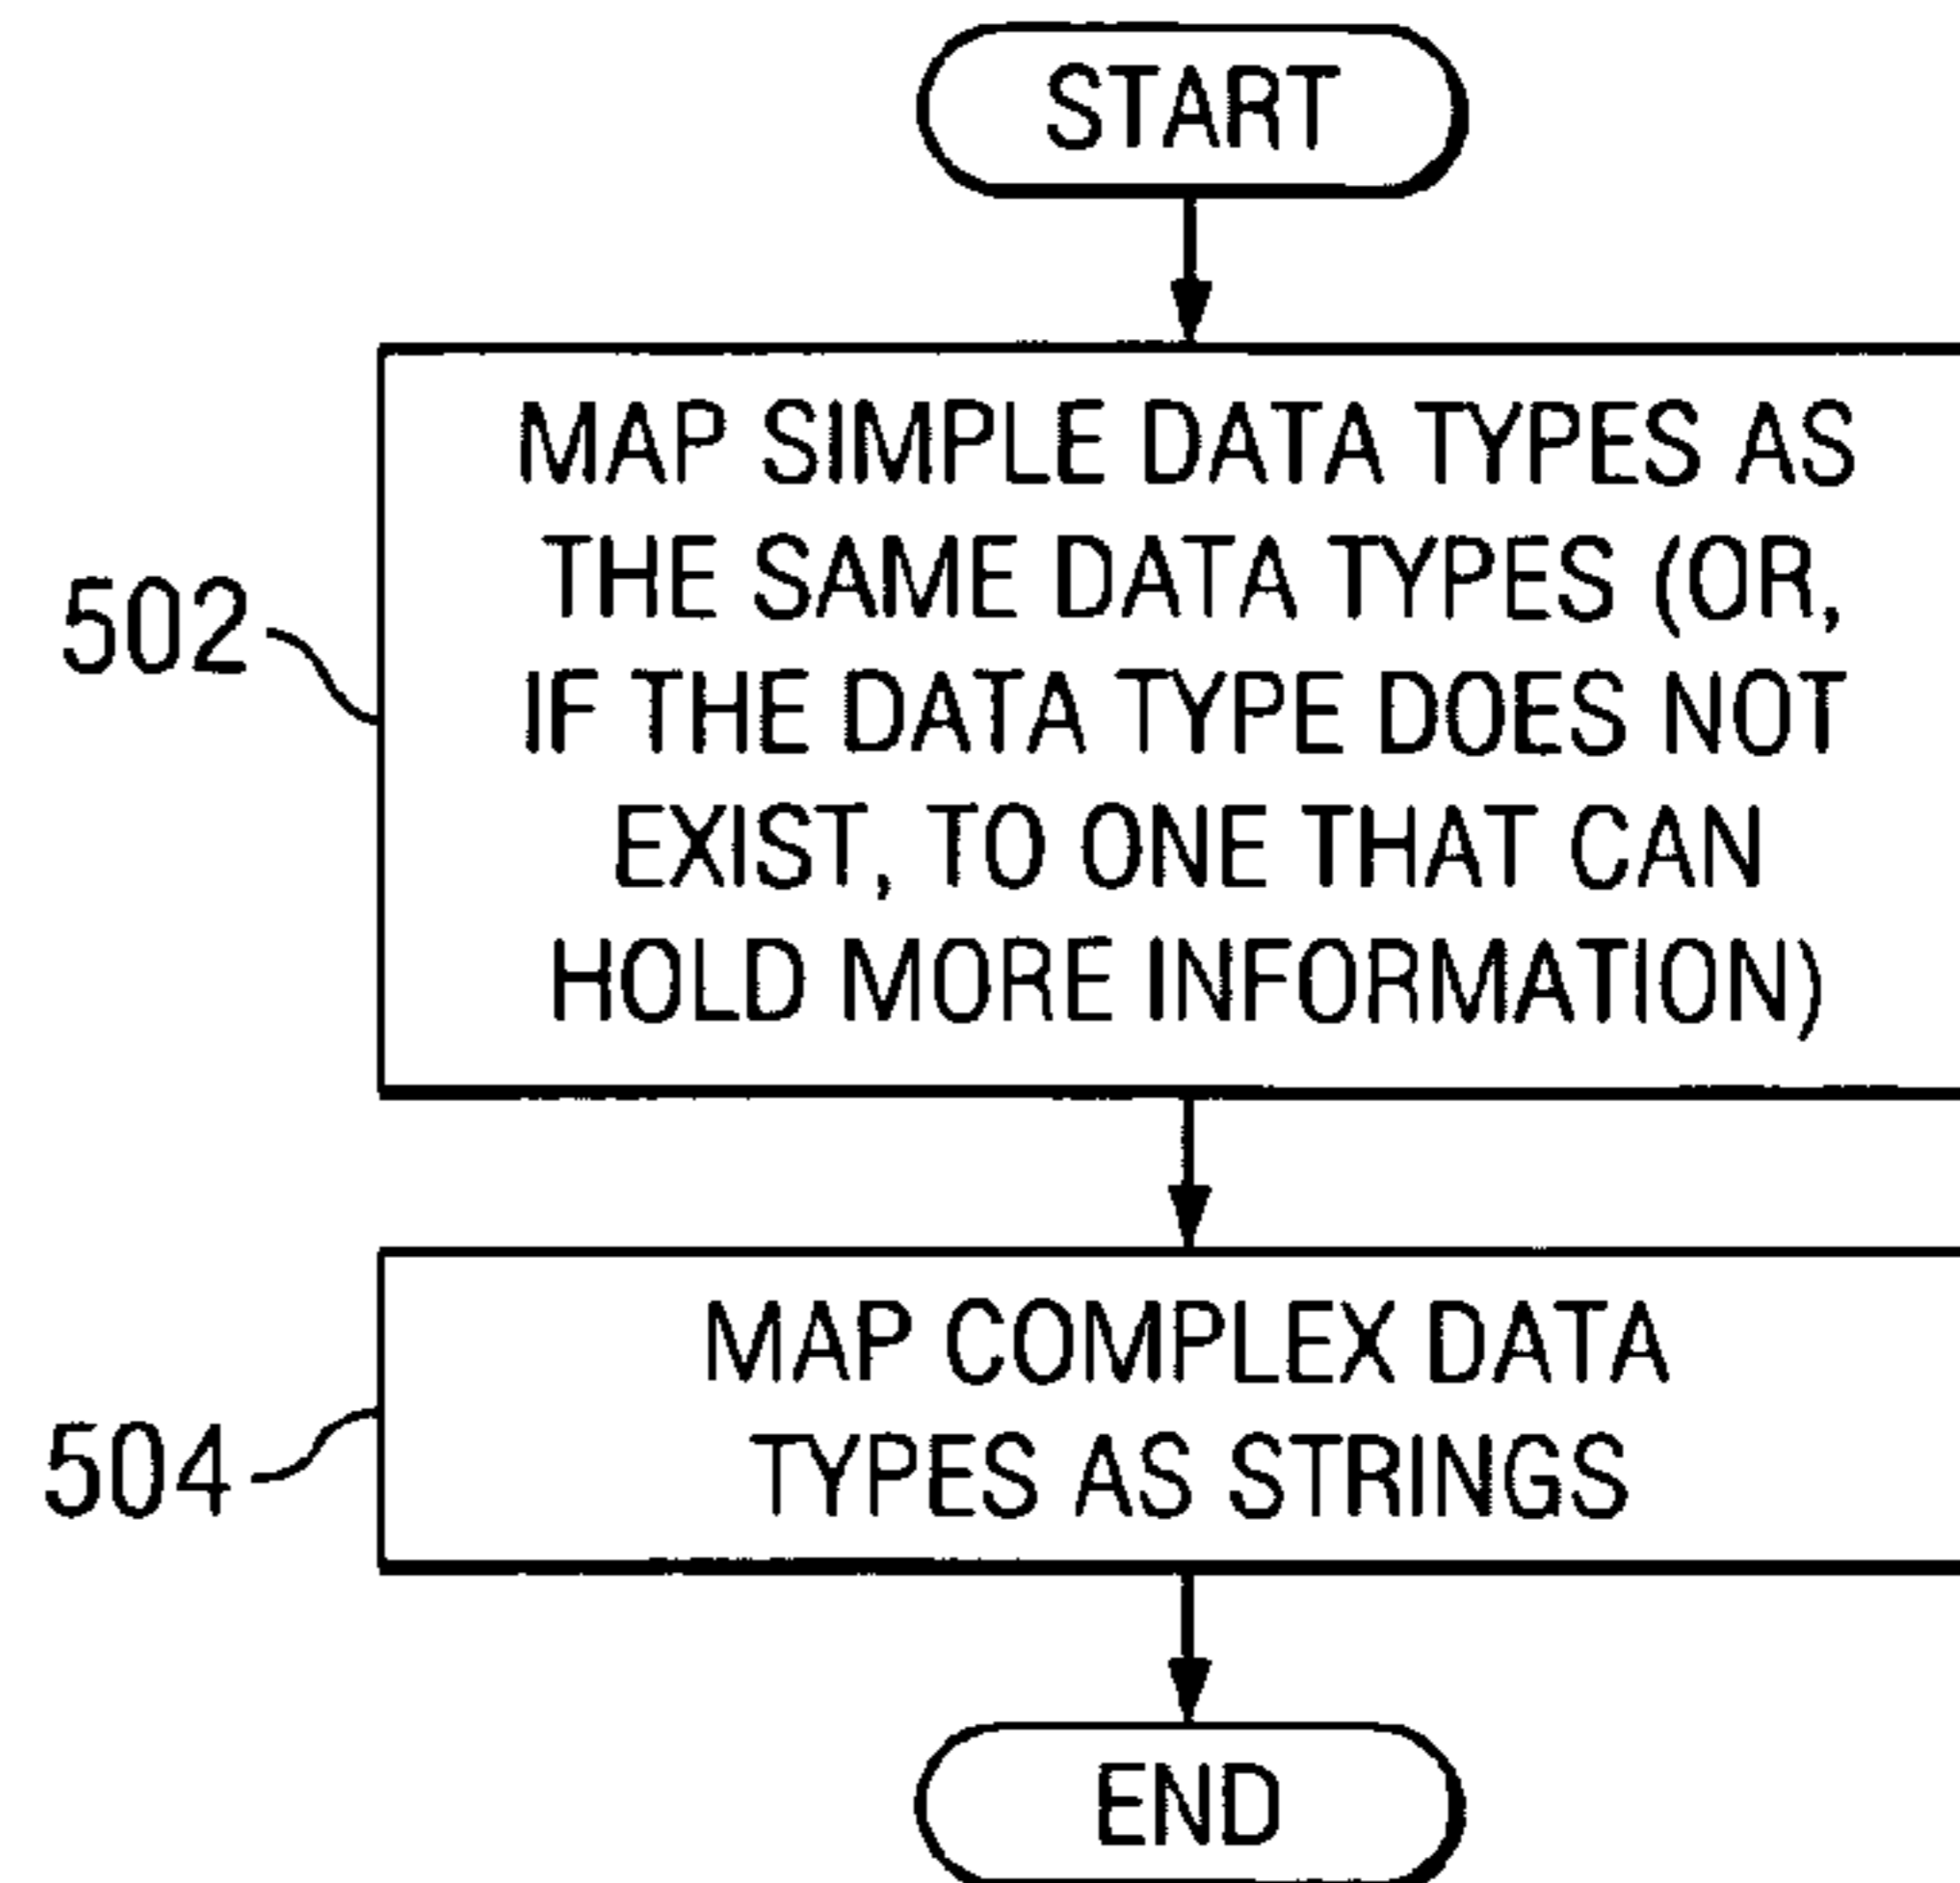 START
MAP SIMPLE DATA TYPES AS
THE SAME DATA TYPES (OR,
IF THE DATA TYPE DOES NOT
EXIST, TO ONE THAT CAN
HOLD MORE INFORMATION)
502
MAP COMPLEX DATA
TYPES AS STRINGS
504
END